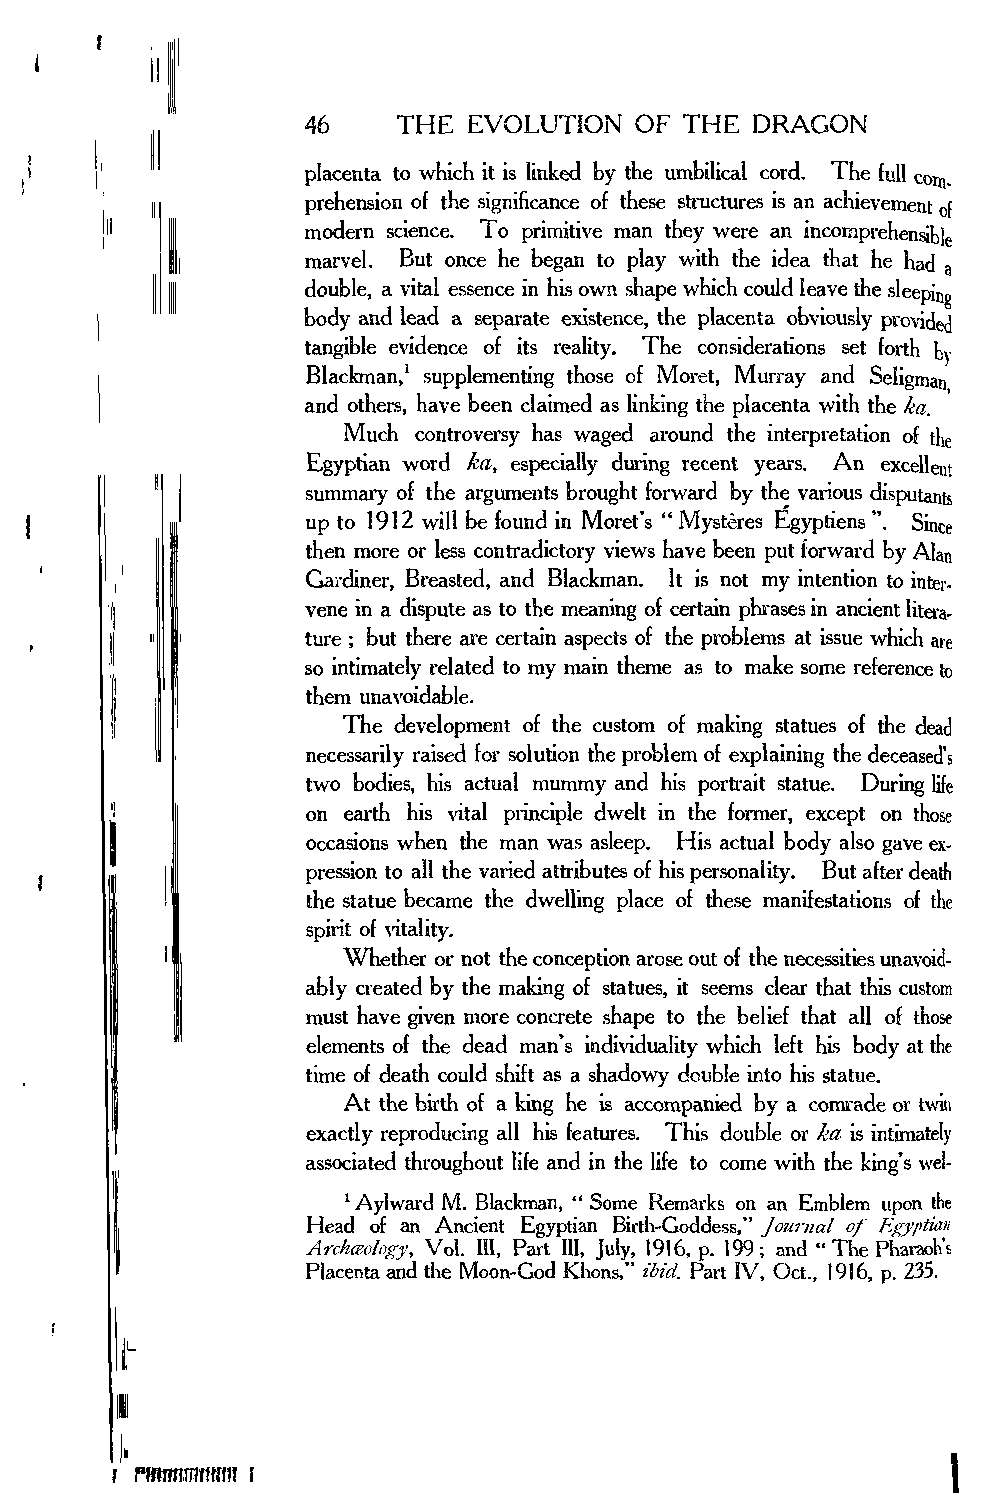 46 THE EVOLUTION OF THE DRAGON
placenta to which it is linked by the umbilical cord. The full com-
prehension of the significance of these structures is an achievement of
modern science. To primitive man they were an incomprehensible
marvel. But once he began to play with the idea that he had a
double, a vital essence in his own shape which could leave the sleeping
body and lead a separate existence, the placenta obviously provided
tangible evidence of its reality. The considerations set forth by
Blackman,¹ supplementing those of Moret, Murray and Seligman,
and others, have been claimed as linking the placenta with the ka.
Much controversy has waged around the interpretation of the
Egyptian word ka, especially during recent years. An excellent
summary of the arguments brought forward by the various disputants
up to 1912 will be found in Moret's “ Mystères Égyptiens ”. Since
then more or less contradictory views have been put forward by Alan
Gardiner, Breasted, and Blackman. It is not my intention to inter-
vene in a dispute as to the meaning of certain phrases in ancient litera-
ture ; but there are certain aspects of the problems at issue which are
so intimately related to my main theme as to make some reference to
them unavoidable.
The development of the custom of making statues of the dead
necessarily raised for solution the problem of explaining the deceased's
two bodies, his actual mummy and his portrait statue. During life
on earth his vital principle dwelt in the former, except on those
occasions when the man was asleep. His actual body also gave ex-
pression to all the varied attributes of his personality. But after death
the statue became the dwelling place of these manifestations of the
spirit of vitality.
Whether or not the conception arose out of the necessities unavoid-
ably created by the making of statues, it seems clear that this custom
must have given more concrete shape to the belief that all of those
elements of the dead man's individuality which left his body at the
time of death could shift as a shadowy double into his statue.
At the birth of a king he is accompanied by a comrade or twin
exactly reproducing all his features. This double or ka is intimately
associated throughout life and in the life to come with the king's wel-
¹ Aylward M. Blackman, “ Some Remarks on an Emblem upon the
Head of an Ancient Egyptian Birth-Goddess,” Journal of Egyptian
Archæology, Vol. III, Part III, July, 1916, p. 199 ; and “ The Pharaoh's
Placenta and the Moon-God Khons,” ibid. Part IV, Oct., 1916, p. 235.